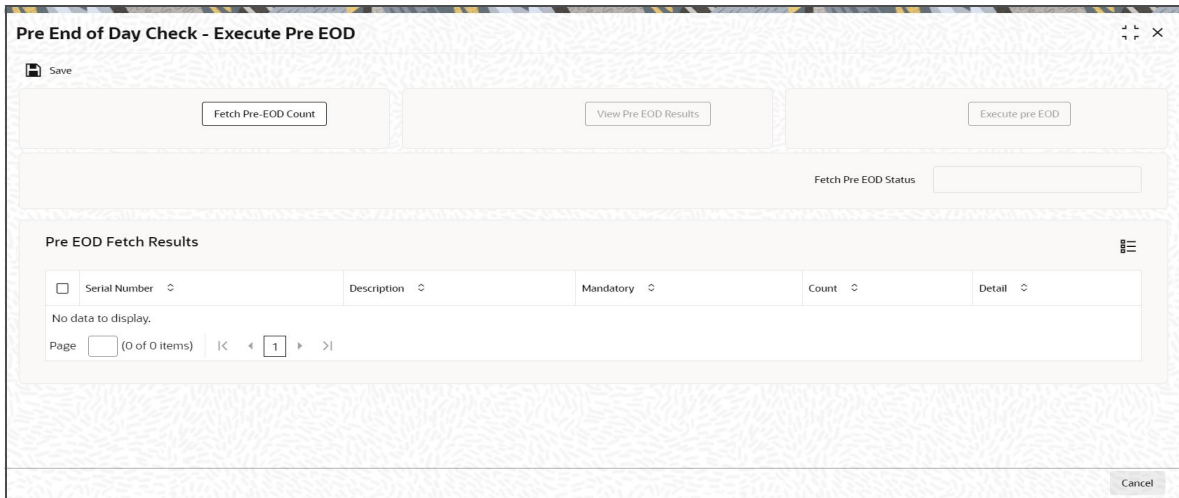 Pre End of Day Check - Execute Pre EOD
Save
Fetch Pre-EOD Count View Pre EOD Results Execute pre EOD
Fetch Pre EOD Status
Pre EOD Fetch Results
Serial Number Description Mandatory Count Detail
No data to display.
Page (0 of 0 items) 1
Cancel